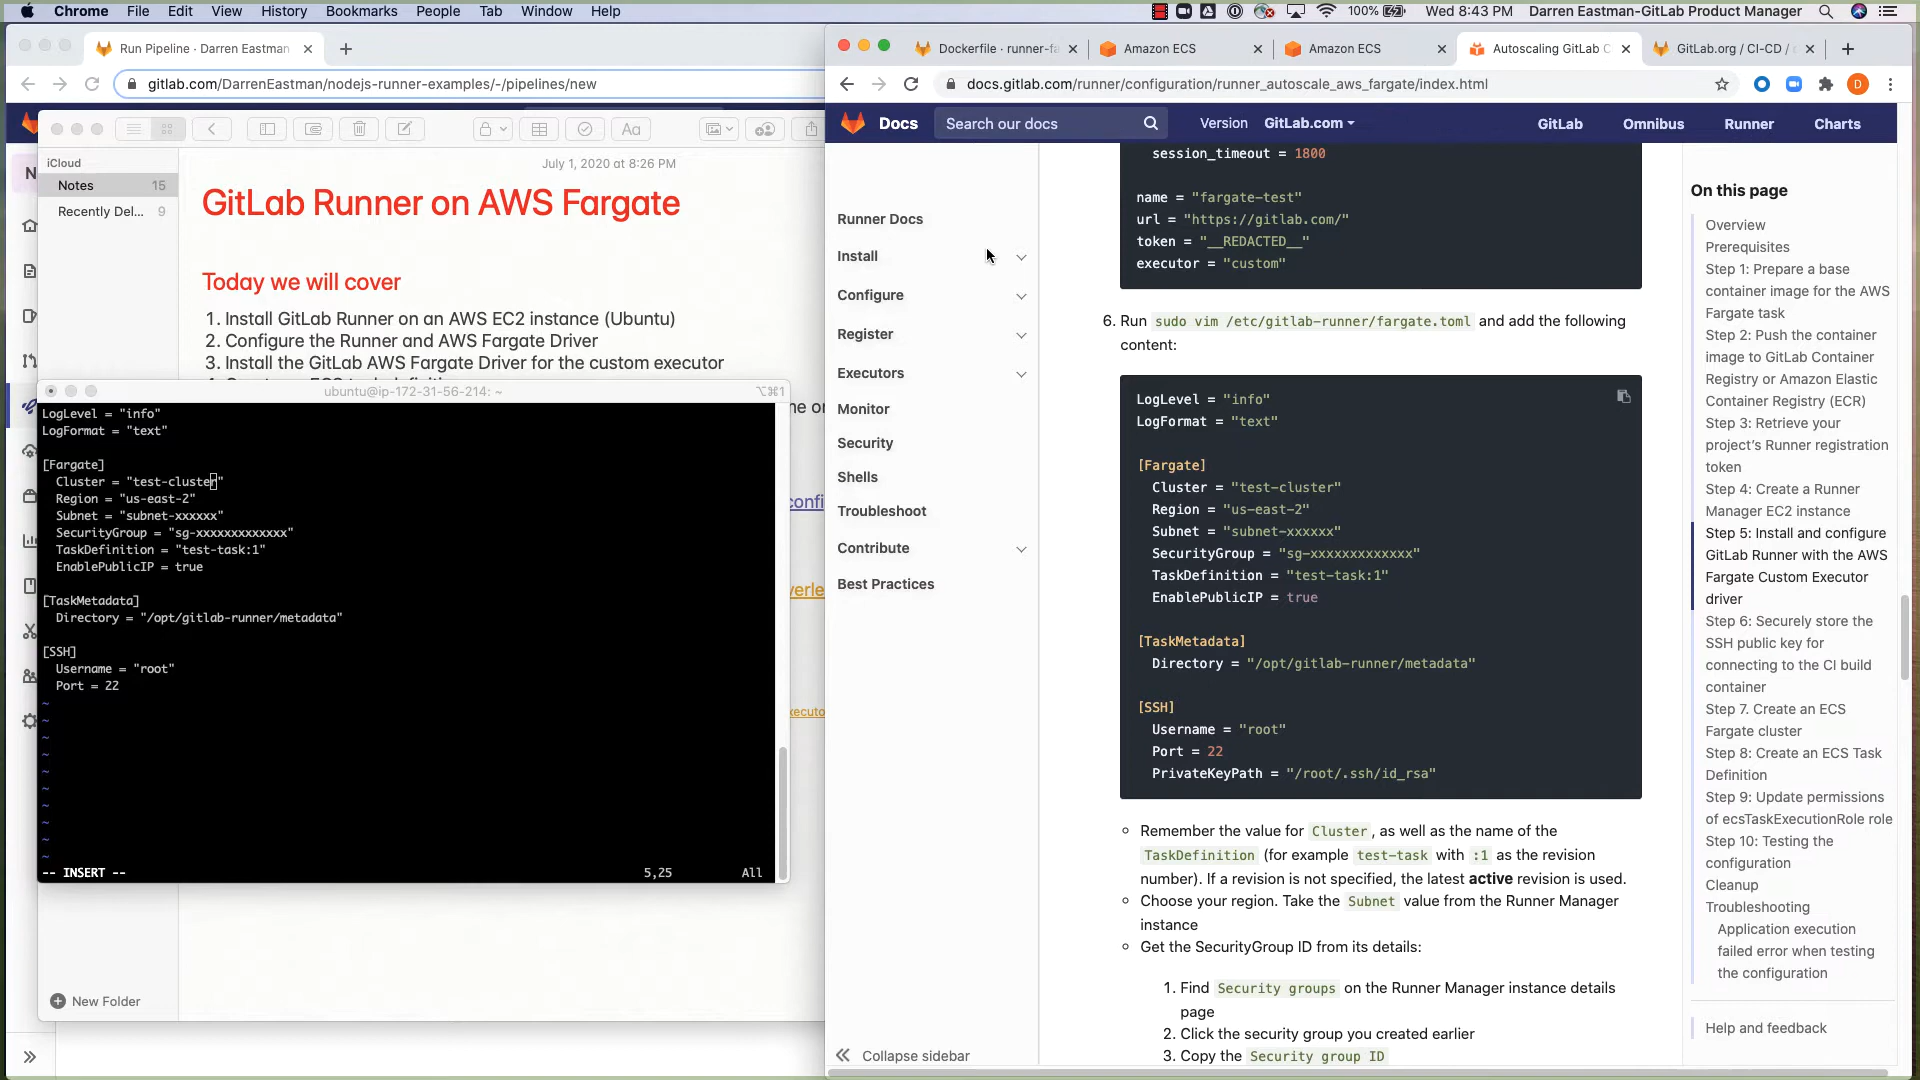 Chrome File Edit View History Bookmarks People Tab Window Help
100% Wed 8:43 PM Darren Eastman-GitLab Product Manager
Run Pipeline · Darren Eastman
gitlab.com/DarrenEastman/nodejs-runner-examples/-/pipelines/new
iCloud
Notes 15
Recently Del... 9
New Folder
July 1, 2020 at 8:26 PM
GitLab Runner on AWS Fargate
Today we will cover
1. Install GitLab Runner on an AWS EC2 instance (Ubuntu)
2. Configure the Runner and AWS Fargate Driver
3. Install the GitLab AWS Fargate Driver for the custom executor
ubuntu@ip-172-31-56-214: ~ ⌥⌘1
LogLevel = "info"
LogFormat = "text"
[Fargate]
Cluster = "test-cluster"
Region = "us-east-2"
Subnet = "subnet-xxxxxx"
SecurityGroup = "sg-xxxxxxxxxxxxx"
TaskDefinition = "test-task:1"
EnablePublicIP = true
[TaskMetadata]
Directory = "/opt/gitlab-runner/metadata"
[SSH]
Username = "root"
Port = 22
~
~
~
~
~
~
~
~
~
~
-- INSERT -- 5,25 All
Dockerfile · runner-fa Amazon ECS Amazon ECS Autoscaling GitLab C GitLab.org / CI-CD /
docs.gitlab.com/runner/configuration/runner_autoscale_aws_fargate/index.html
D
Docs Search our docs Version GitLab.com GitLab Omnibus Runner Charts
Runner Docs
Install
Configure
Register
Executors
Monitor
Security
Shells
Troubleshoot
Contribute
Best Practices
Collapse sidebar
session_timeout = 1800
name = "fargate-test"
url = "https://gitlab.com/"
token = "__REDACTED__"
executor = "custom"
6. Run sudo vim /etc/gitlab-runner/fargate.toml and add the following
content:
LogLevel = "info"
LogFormat = "text"
[Fargate]
Cluster = "test-cluster"
Region = "us-east-2"
Subnet = "subnet-xxxxxx"
SecurityGroup = "sg-xxxxxxxxxxxxx"
TaskDefinition = "test-task:1"
EnablePublicIP = true
[TaskMetadata]
Directory = "/opt/gitlab-runner/metadata"
[SSH]
Username = "root"
Port = 22
PrivateKeyPath = "/root/.ssh/id_rsa"
Remember the value for Cluster, as well as the name of the
TaskDefinition (for example test-task with :1 as the revision
number). If a revision is not specified, the latest active revision is used.
Choose your region. Take the Subnet value from the Runner Manager
instance
Get the SecurityGroup ID from its details:
1. Find Security groups on the Runner Manager instance details
page
2. Click the security group you created earlier
3. Copy the Security group ID
On this page
Overview
Prerequisites
Step 1: Prepare a base
container image for the AWS
Fargate task
Step 2: Push the container
image to GitLab Container
Registry or Amazon Elastic
Container Registry (ECR)
Step 3: Retrieve your
project's Runner registration
token
Step 4: Create a Runner
Manager EC2 instance
Step 5: Install and configure
GitLab Runner with the AWS
Fargate Custom Executor
driver
Step 6: Securely store the
SSH public key for
connecting to the CI build
container
Step 7. Create an ECS
Fargate cluster
Step 8: Create an ECS Task
Definition
Step 9: Update permissions
of ecsTaskExecutionRole role
Step 10: Testing the
configuration
Cleanup
Troubleshooting
Application execution
failed error when testing
the configuration
Help and feedback